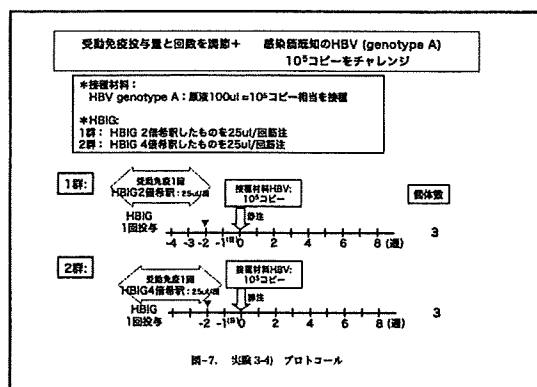 受動免疫投与量と回数を調節+ 感染価既知のHBV (genotype A)
10⁵コピーをチャレンジ
*接種材料:
HBV genotype A:原液100ul=10⁵コピー相当を接種
*HBIG:
1群: HBIG 2倍希釈したものを25ul/回筋注
2群: HBIG 4倍希釈したものを25ul/回筋注
1群:
受動免疫1回
HBIG2倍希釈:25ul/回
接種材料HBV:
10⁵コピー
個体数
HBIG
1回投与
静注
3
-4 -3 -2 -1(日) 0 2 4 6 8 (週)
2群:
受動免疫1回
HBIG4倍希釈:25ul/回
接種材料HBV:
10⁵コピー
HBIG
1回投与
静注
3
-2 -1(日) 0 2 4 6 8 (週)
図-7. 実験 3-4) プロトコール